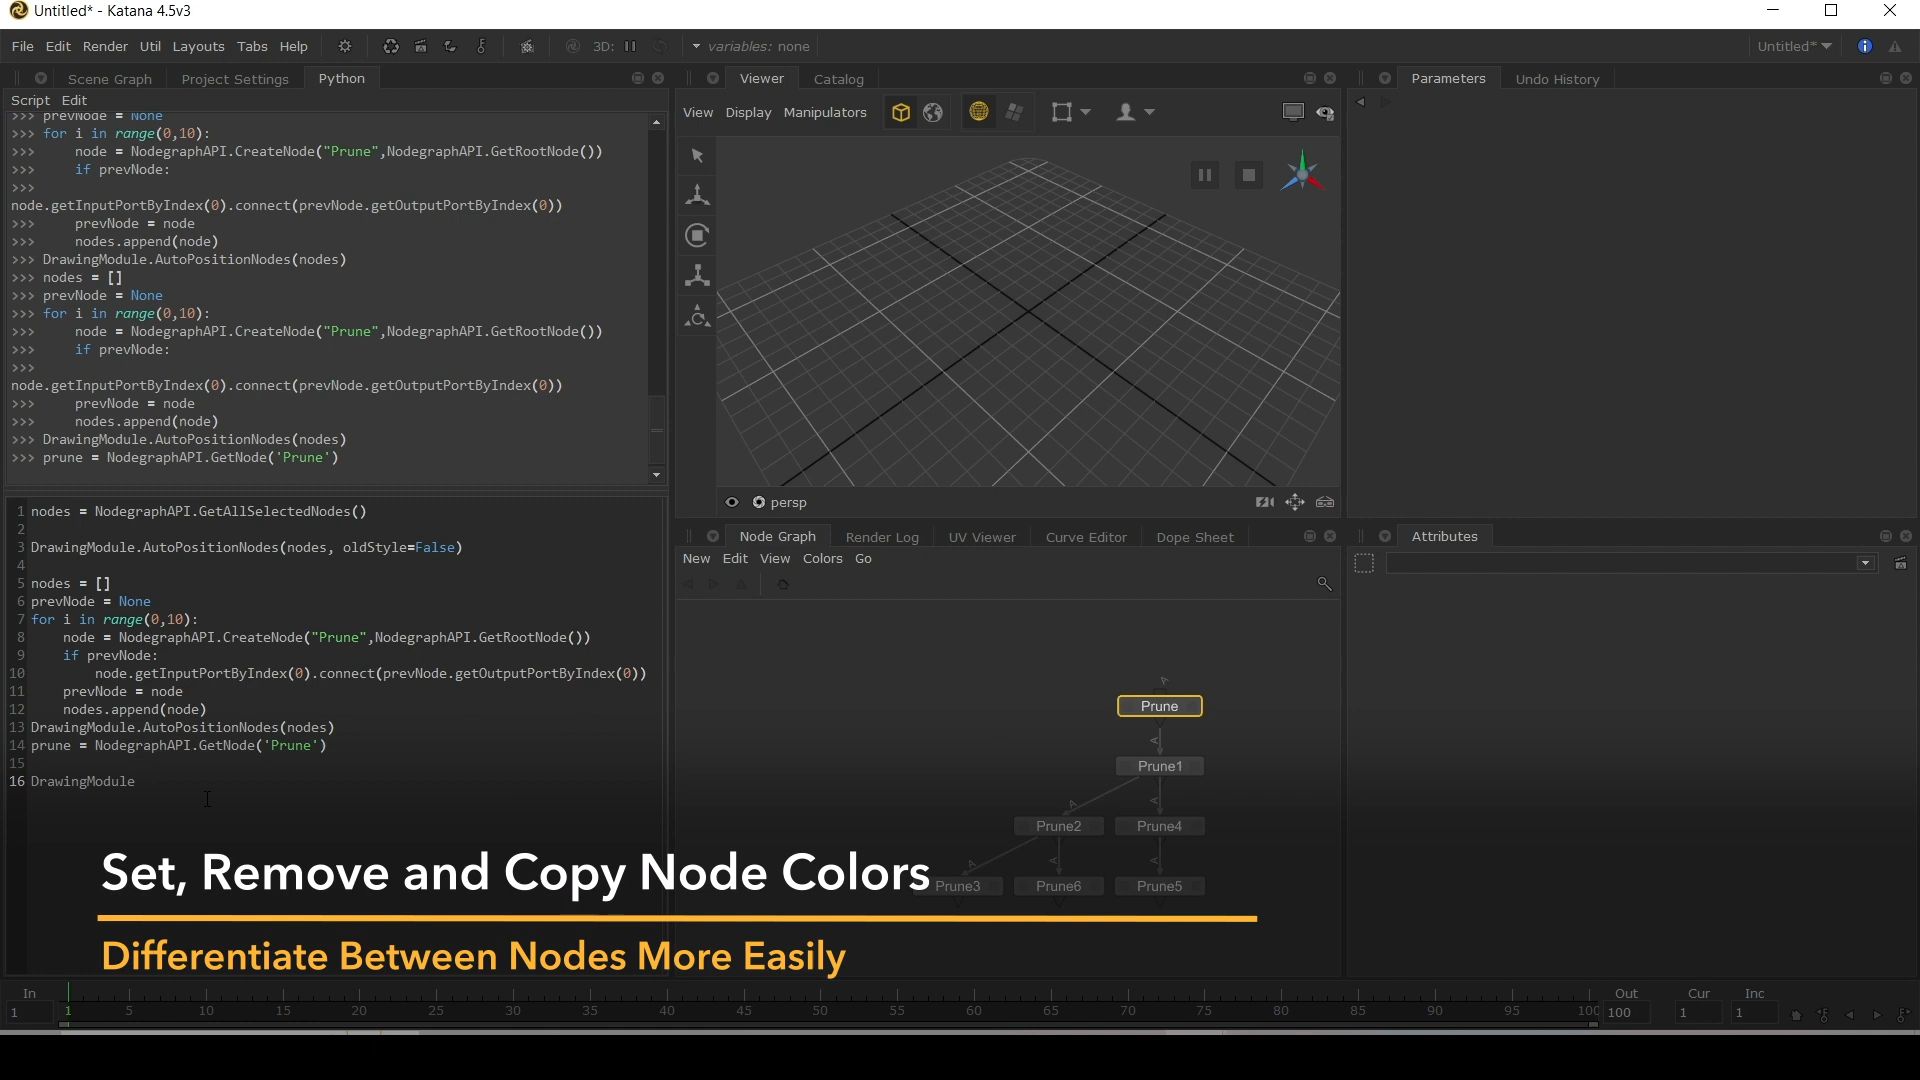 Untitled* - Katana 4.5v3
File Edit Render Util Layouts Tabs Help 3: variables: none Untitled*
Scene Graph Project Settings Python
Script Edit
>>> prevNode = None
>>> for i in range(0,10):
>>>     node = NodegraphAPI.CreateNode("Prune",NodegraphAPI.GetRootNode())
>>>     if prevNode:
>>>
node.getInputPortByIndex(0).connect(prevNode.getOutputPortByIndex(0))
>>>     prevNode = node
>>>     nodes.append(node)
>>> DrawingModule.AutoPositionNodes(nodes)
>>> nodes = []
>>> prevNode = None
>>> for i in range(0,10):
>>>     node = NodegraphAPI.CreateNode("Prune",NodegraphAPI.GetRootNode())
>>>     if prevNode:
>>>
node.getInputPortByIndex(0).connect(prevNode.getOutputPortByIndex(0))
>>>     prevNode = node
>>>     nodes.append(node)
>>> DrawingModule.AutoPositionNodes(nodes)
>>> prune = NodegraphAPI.GetNode('Prune')
1 nodes = NodegraphAPI.GetAllSelectedNodes()
2
3 DrawingModule.AutoPositionNodes(nodes, oldStyle=False)
4
5 nodes = []
6 prevNode = None
7 for i in range(0,10):
8     node = NodegraphAPI.CreateNode("Prune",NodegraphAPI.GetRootNode())
9     if prevNode:
10         node.getInputPortByIndex(0).connect(prevNode.getOutputPortByIndex(0))
11     prevNode = node
12     nodes.append(node)
13 DrawingModule.AutoPositionNodes(nodes)
14 prune = NodegraphAPI.GetNode('Prune')
15
16 DrawingModule
Viewer Catalog
View Display Manipulators
persp
Node Graph Render Log UV Viewer Curve Editor Dope Sheet
New Edit View Colors Go
A
Prune
A
Prune1
A A
Prune2 Prune4
A A A
Prune3 Prune6 Prune5
Parameters Undo History
Attributes
Set, Remove and Copy Node Colors
Differentiate Between Nodes More Easily
In Out Cur Inc
1 1 5 10 15 20 25 30 35 40 45 50 55 60 65 70 75 80 85 90 95 100 100 1 1